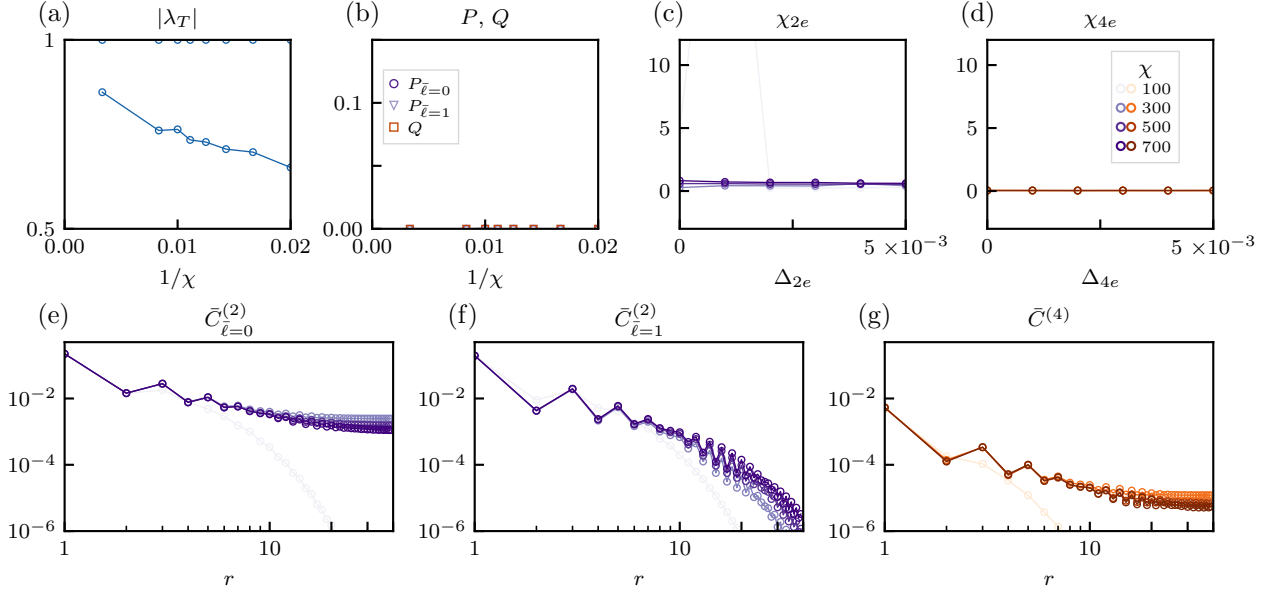 (a) |λ_T|
1
0.5
0.00 0.01 0.02
1/χ
(b) P, Q
0.1
0.00
0.00 0.01 0.02
1/χ
P_{ℓ̄=0}
P_{ℓ̄=1}
Q
(c) χ_{2e}
10
5
0
0 5 ×10^{−3}
Δ_{2e}
(d) χ_{4e}
10
5
0
0 5 ×10^{−3}
Δ_{4e}
χ
100
300
500
700
(e) C̄^{(2)}_{ℓ̄=0}
10^{−2}
10^{−4}
10^{−6}
1 10
r
(f) C̄^{(2)}_{ℓ̄=1}
10^{−2}
10^{−4}
10^{−6}
1 10
r
(g) C̄^{(4)}
10^{−2}
10^{−4}
10^{−6}
1 10
r